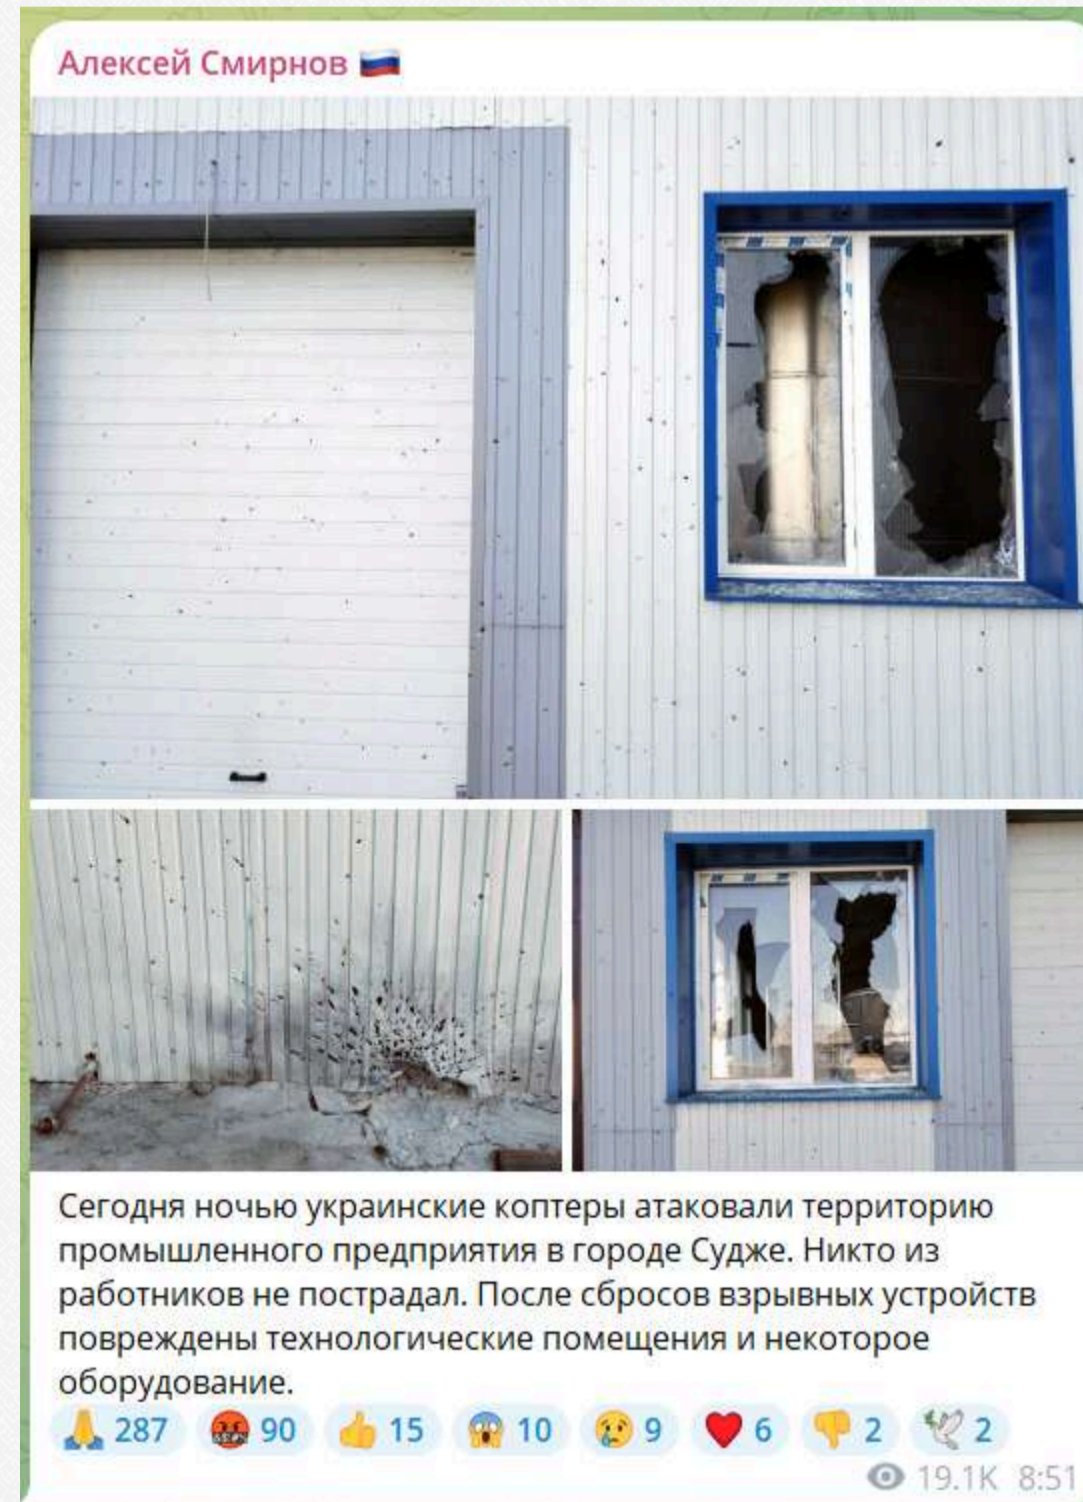 Алексей Смирнов 🇷🇺
Сегодня ночью украинские коптеры атаковали территорию
промышленного предприятия в городе Судже. Никто из
работников не пострадал. После сбросов взрывных устройств
повреждены технологические помещения и некоторое
оборудование.
🙏 287 🤬 90 👍 15 😱 10 😢 9 ❤️ 6 👎 2 🕊 2
19.1K 8:51